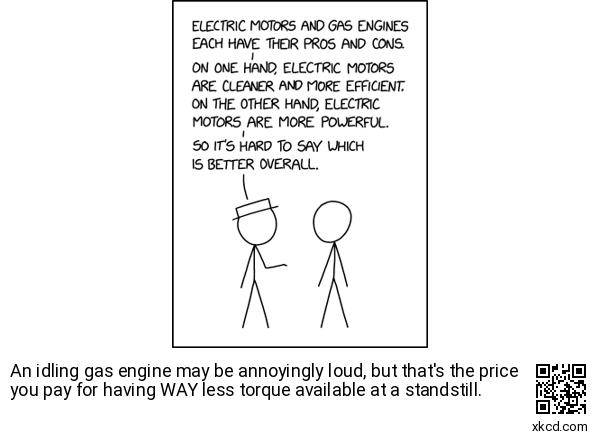 ELECTRIC MOTORS AND GAS ENGINES
EACH HAVE THEIR PROS AND CONS.
ON ONE HAND, ELECTRIC MOTORS
ARE CLEANER AND MORE EFFICIENT.
ON THE OTHER HAND, ELECTRIC
MOTORS ARE MORE POWERFUL.
SO IT'S HARD TO SAY WHICH
IS BETTER OVERALL.
An idling gas engine may be annoyingly loud, but that's the price
you pay for having WAY less torque available at a standstill.
xkcd.com